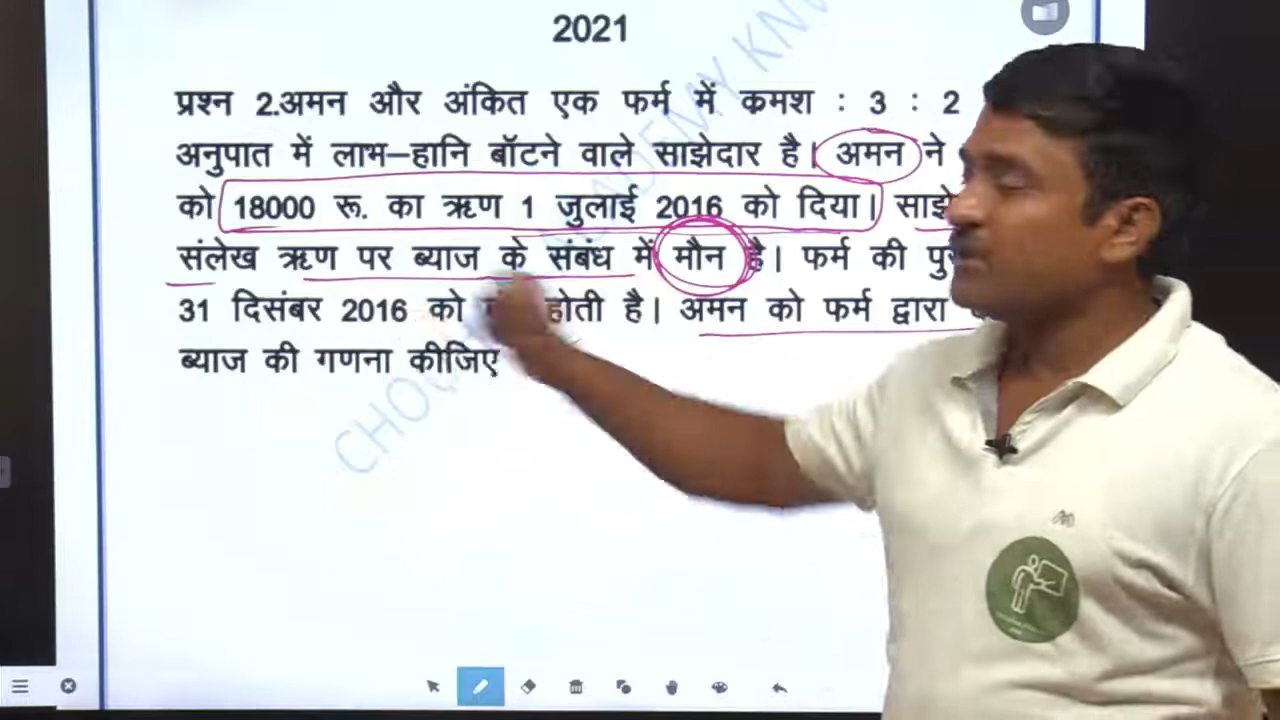 2021
प्रश्न 2.अमन और अंकित एक फर्म में क्रमश : 3 : 2
अनुपात में लाभ–हानि बॉटने वाले साझेदार है। अमन ने
को 18000 रू. का ऋण 1 जुलाई 2016 को दिया।
संलेख ऋण पर ब्याज के संबंध में मौन है। फर्म की
31 दिसंबर 2016 को होती है। अमन को फर्म द्वारा
ब्याज की गणना कीजिए